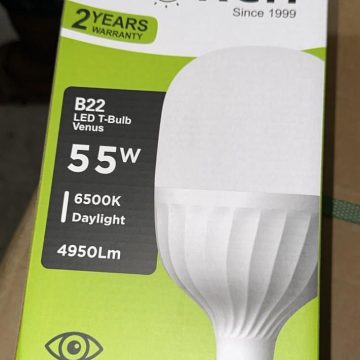 Since 1999
2 YEARS
WARRANTY
B22
LED T-Bulb
Venus
55W
6500K
Daylight
4950Lm